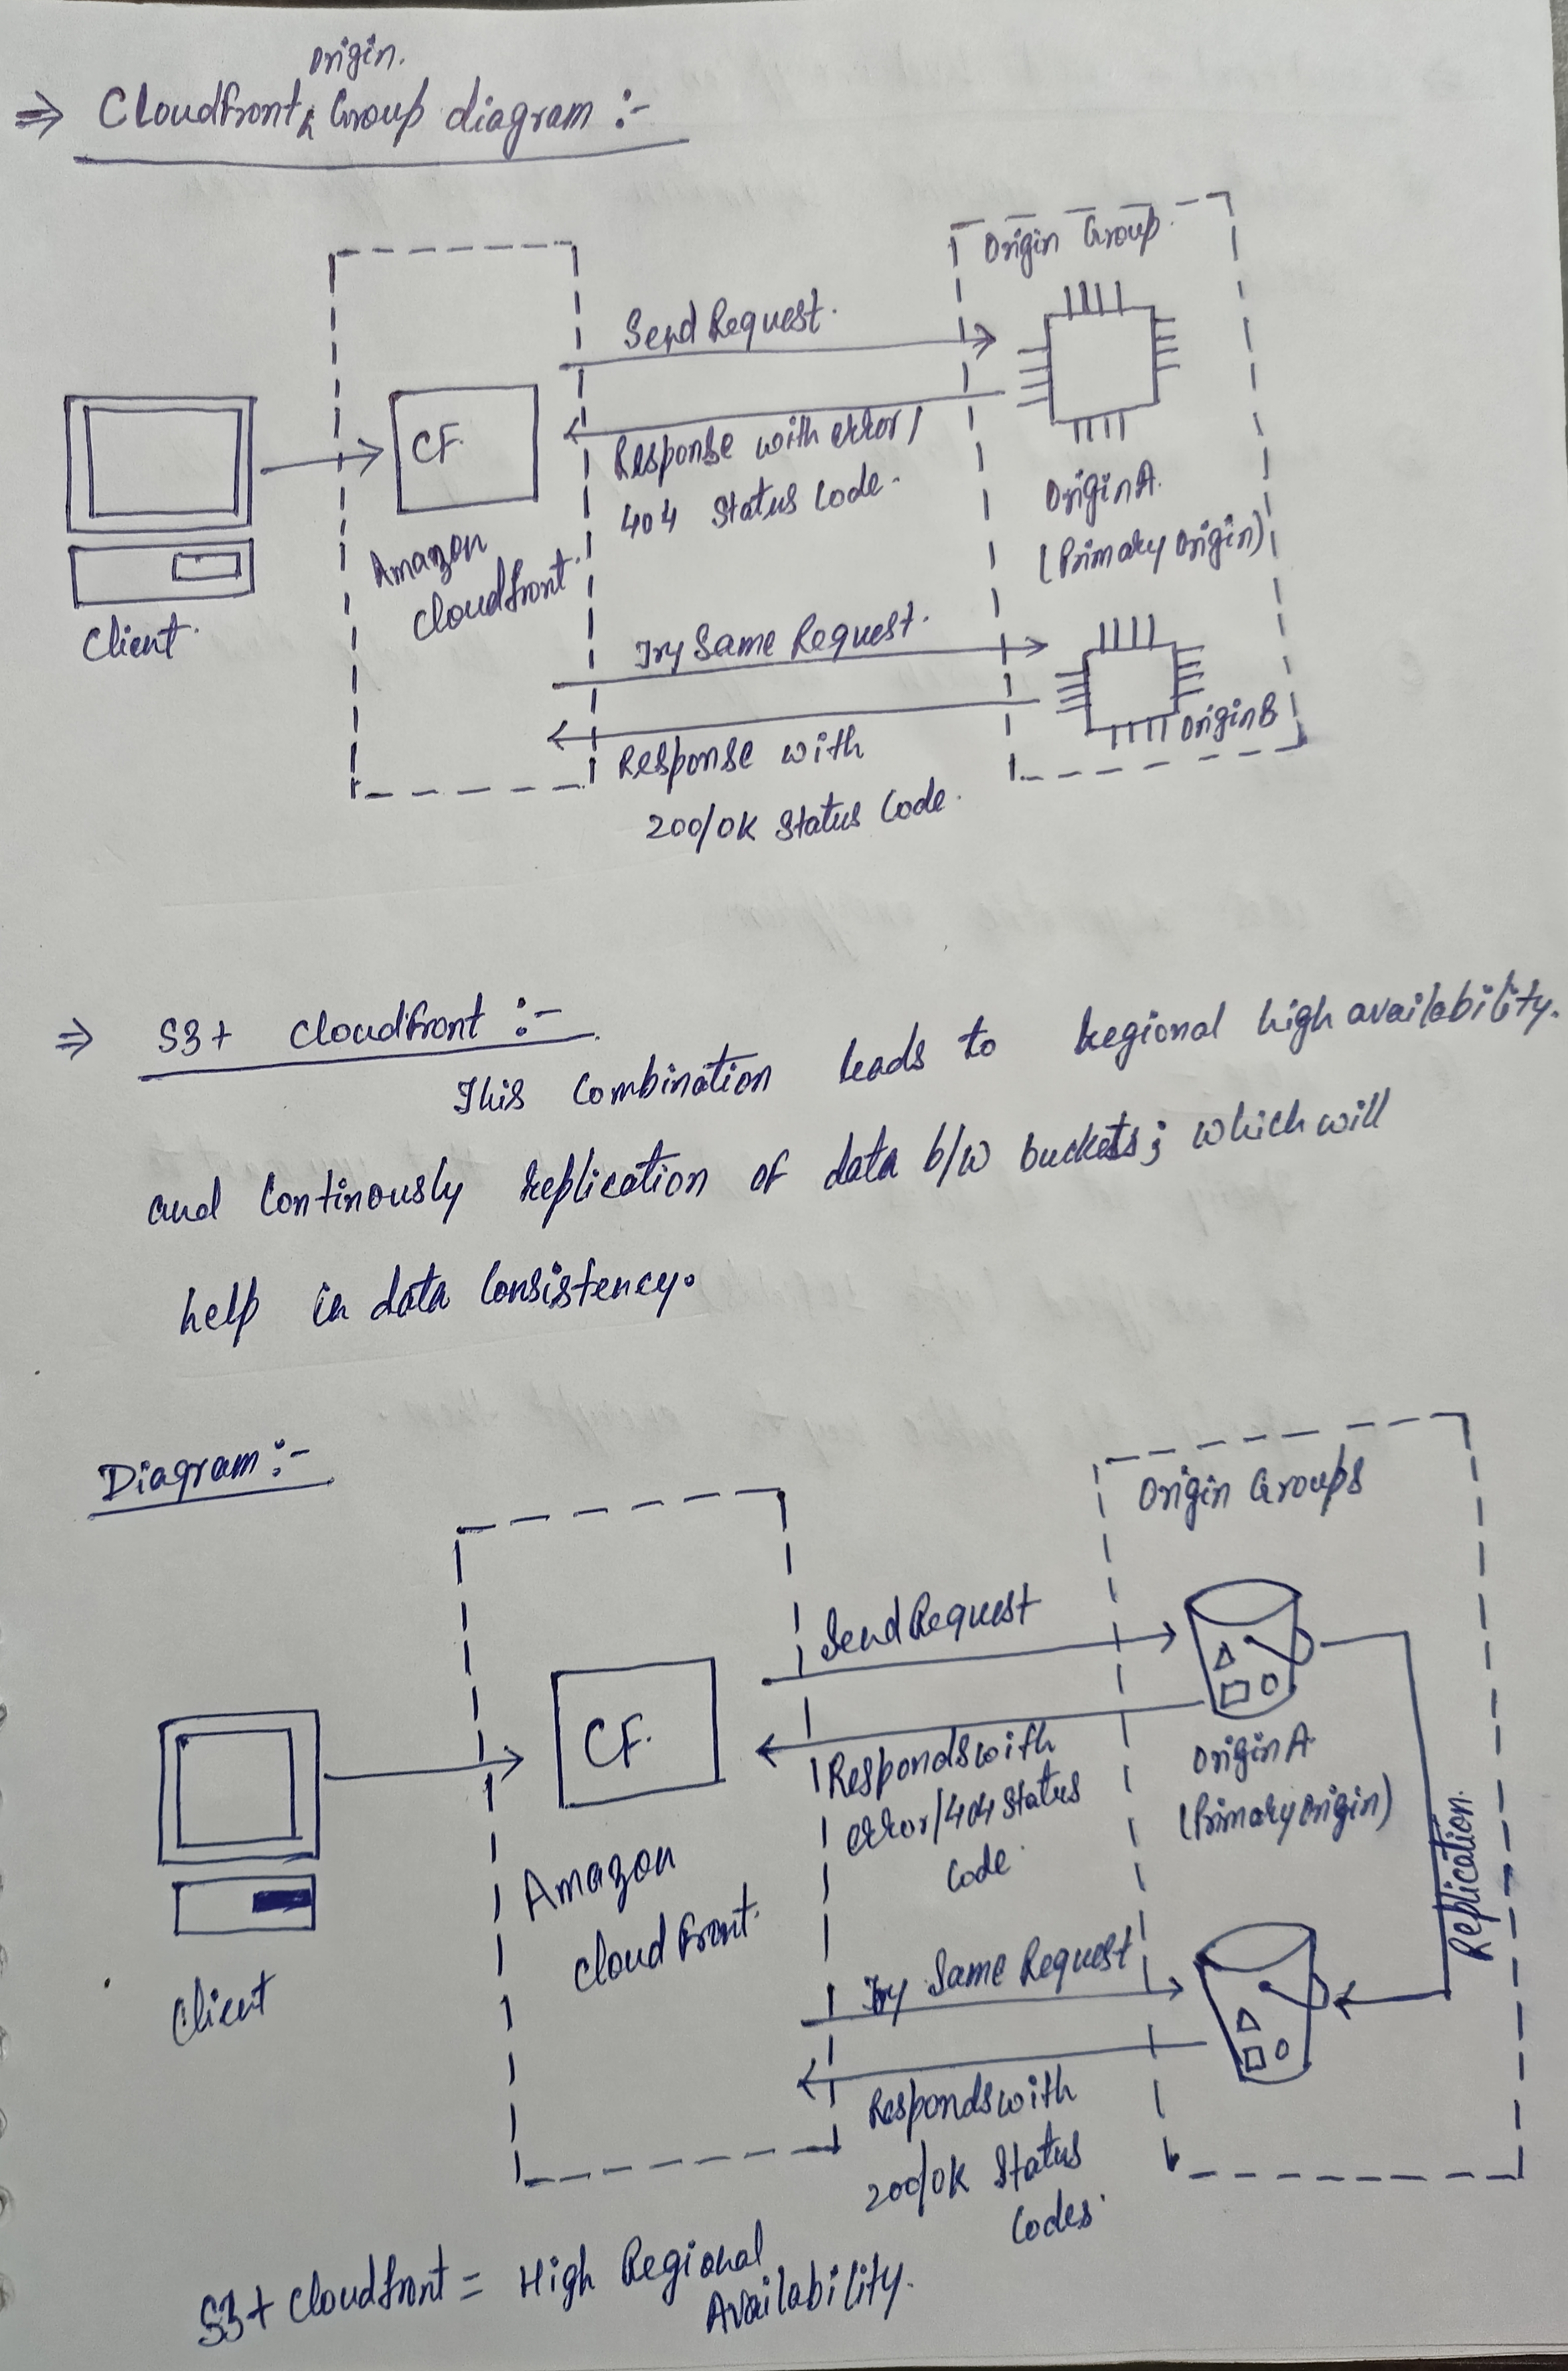 ⇒ Cloudfront Origin. Group diagram :-
Origin Group.
Send Request.
CF.
Response with error/
404 Status Code.
Origin A.
(Primary Origin)
Amazon
Cloudfront.
Client.
Try Same Request.
Origin B
Response with
200/OK Status Code.
⇒ S3+ Cloudfront :-
This Combination leads to Regional high availability.
and Continously replication of data b/w buckets; which will
help in data Consistency.
Diagram :-
Origin Groups
Send Request
CF.
Responds with
error/404 Status
Code.
Origin A.
(Primary Origin)
Replication.
Amazon
Cloud Front.
Client
Try Same Request
Responds with
200/OK Status
Codes.
S3+ Cloudfront = High Regional
Availability.